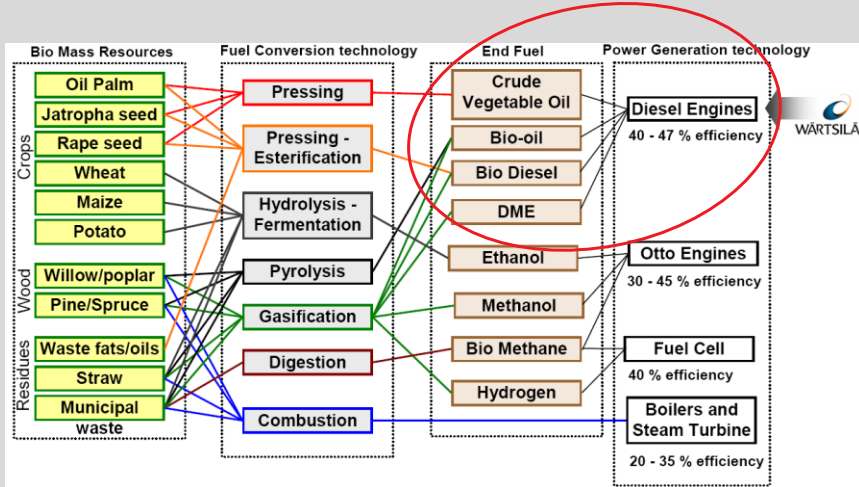 Bio Mass Resources
Fuel Conversion technology
End Fuel
Power Generation technology
Crops
Oil Palm
Jatropha seed
Rape seed
Wheat
Maize
Potato
Wood
Willow/poplar
Pine/Spruce
Residues
Waste fats/oils
Straw
Municipal
waste
Pressing
Pressing -
Esterification
Hydrolysis -
Fermentation
Pyrolysis
Gasification
Digestion
Combustion
Crude
Vegetable Oil
Bio-oil
Bio Diesel
DME
Ethanol
Methanol
Bio Methane
Hydrogen
Diesel Engines
40 - 47 % efficiency
Otto Engines
30 - 45 % efficiency
Fuel Cell
40 % efficiency
Boilers and
Steam Turbine
20 - 35 % efficiency
WÄRTSILÄ